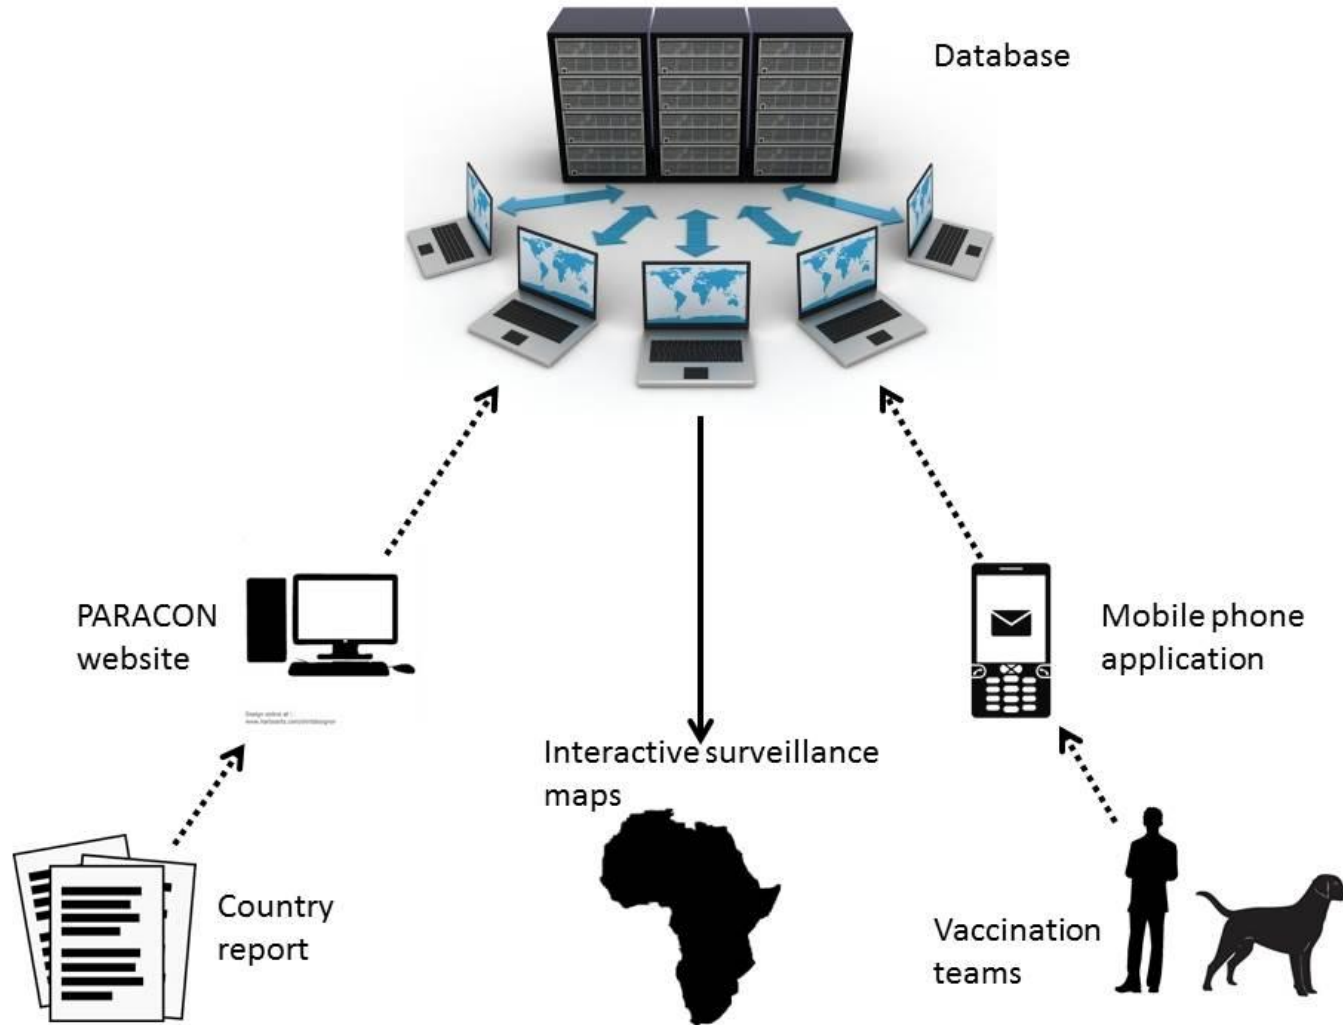 Database
PARACON
website
Mobile phone
application
Interactive surveillance
maps
Country
report
Vaccination
teams